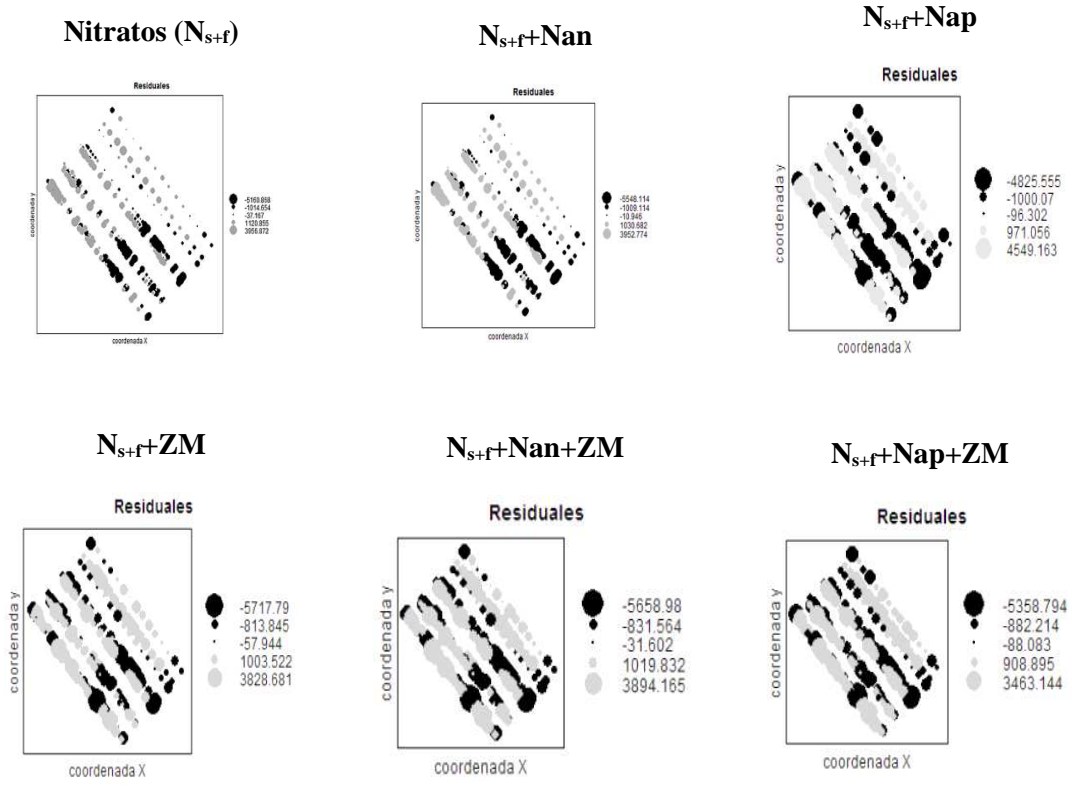 Nitratos (Ns+f)
Residuales
coordenada y
-5160.868
-1014.654
-37.167
1120.855
3956.872
coordenada X
Ns+f+Nan
Residuales
coordenada y
-5548.114
-1009.114
-10.946
1030.682
3952.774
coordenada X
Ns+f+Nap
Residuales
coordenada y
-4825.555
-1000.07
-96.302
971.056
4549.163
coordenada X
Ns+f+ZM
Residuales
coordenada y
-5717.79
-813.845
-57.944
1003.522
3828.681
coordenada X
Ns+f+Nan+ZM
Residuales
coordenada y
-5658.98
-831.564
-31.602
1019.832
3894.165
coordenada X
Ns+f+Nap+ZM
Residuales
coordenada y
-5358.794
-882.214
-88.083
908.895
3463.144
coordenada X